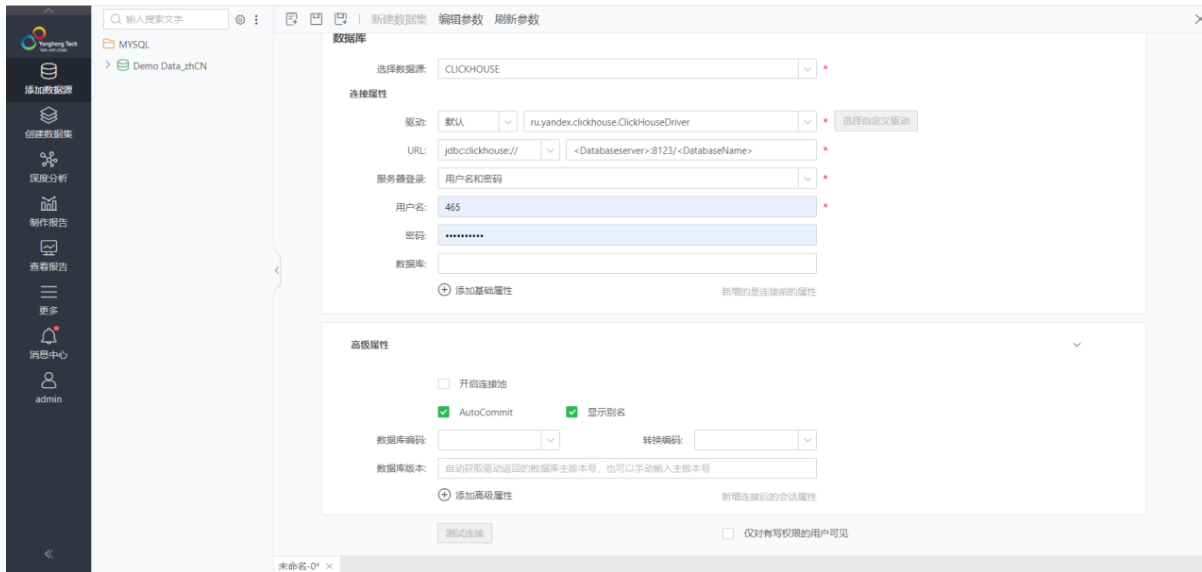 Yonghong Tech
Talk with Data
添加数据源
创建数据集
深度分析
制作报告
查看报告
更多
消息中心
admin
输入搜索文字
MYSQL
Demo Data_zhCN
新建数据集 编辑参数 刷新参数
数据库
选择数据源: CLICKHOUSE *
连接属性
驱动: 默认 ru.yandex.clickhouse.ClickHouseDriver * 选择自定义驱动
URL: jdbc:clickhouse:// <Databaseserver>:8123/<DatabaseName> *
服务器登录: 用户名和密码 *
用户名: 465 *
密码: ••••••••••
数据库:
添加基础属性 新增的是连接前的属性
高级属性
开启连接池
AutoCommit 显示别名
数据库编码: 转换编码:
数据库版本: 自动获取驱动返回的数据库主版本号，也可以手动输入主版本号
添加高级属性 新增连接后的会话属性
测试连接 仅对有写权限的用户可见
未命名-0* ×